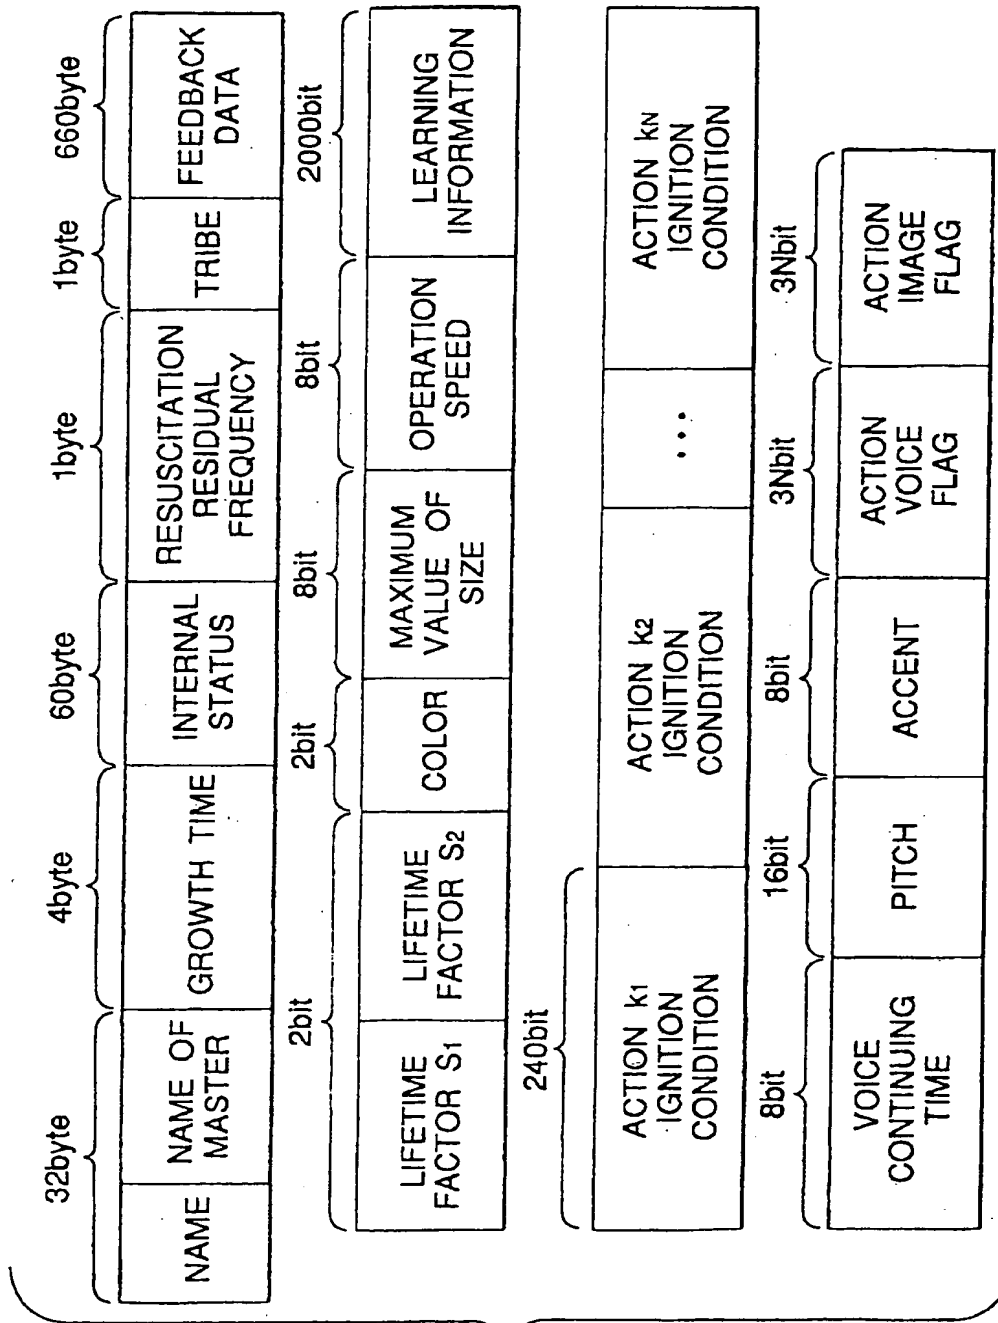 32byte
4byte
60byte
1byte
1byte
660byte
NAME
NAME OF
MASTER
GROWTH TIME
INTERNAL
STATUS
RESUSCITATION
RESIDUAL
FREQUENCY
TRIBE
FEEDBACK
DATA
2bit
2bit
8bit
8bit
2000bit
LIFETIME
FACTOR S1
LIFETIME
FACTOR S2
COLOR
MAXIMUM
VALUE OF
SIZE
OPERATION
SPEED
LEARNING
INFORMATION
240bit
ACTION k1
IGNITION
CONDITION
ACTION k2
IGNITION
CONDITION
...
ACTION kN
IGNITION
CONDITION
8bit
16bit
8bit
3Nbit
3Nbit
VOICE
CONTINUING
TIME
PITCH
ACCENT
ACTION
VOICE
FLAG
ACTION
IMAGE
FLAG